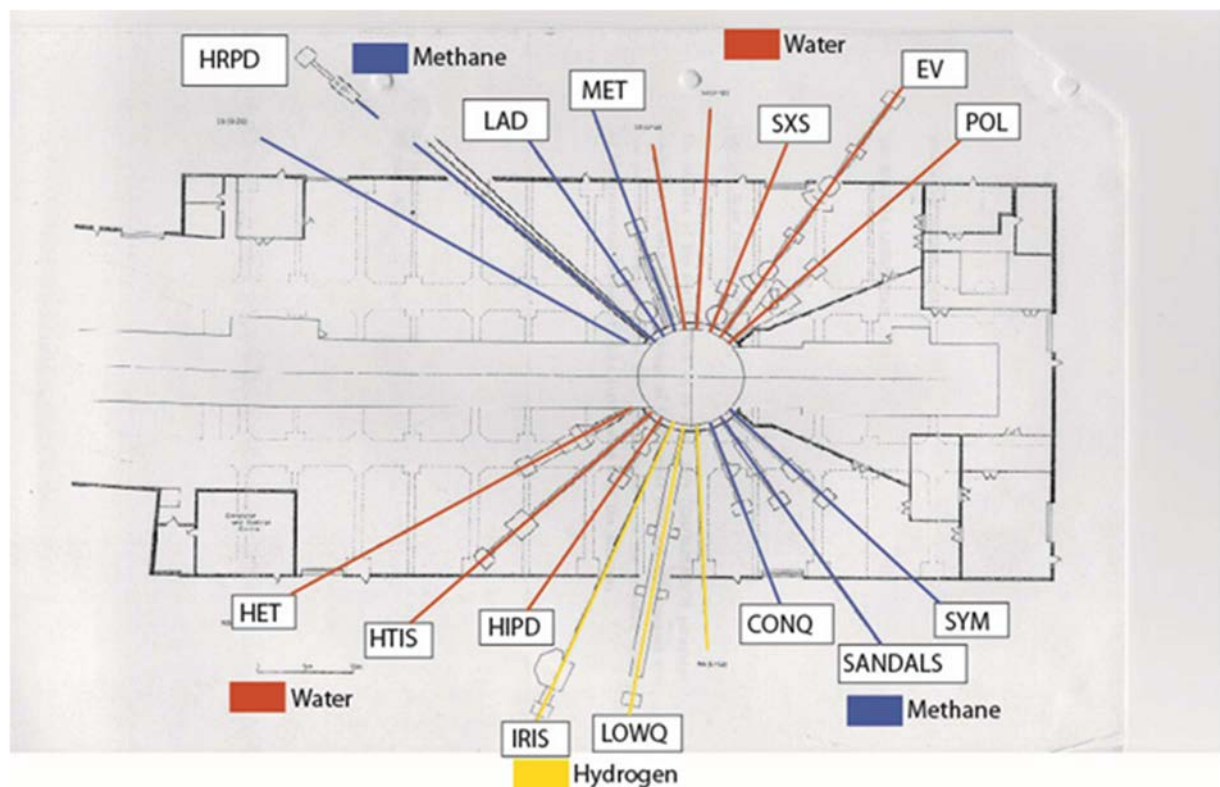 HRPD
Methane
Water
MET
EV
LAD
SXS
POL
HET
HTIS
HIPD
CONQ
SYM
SANDALS
Water
Methane
IRIS
LOWQ
Hydrogen